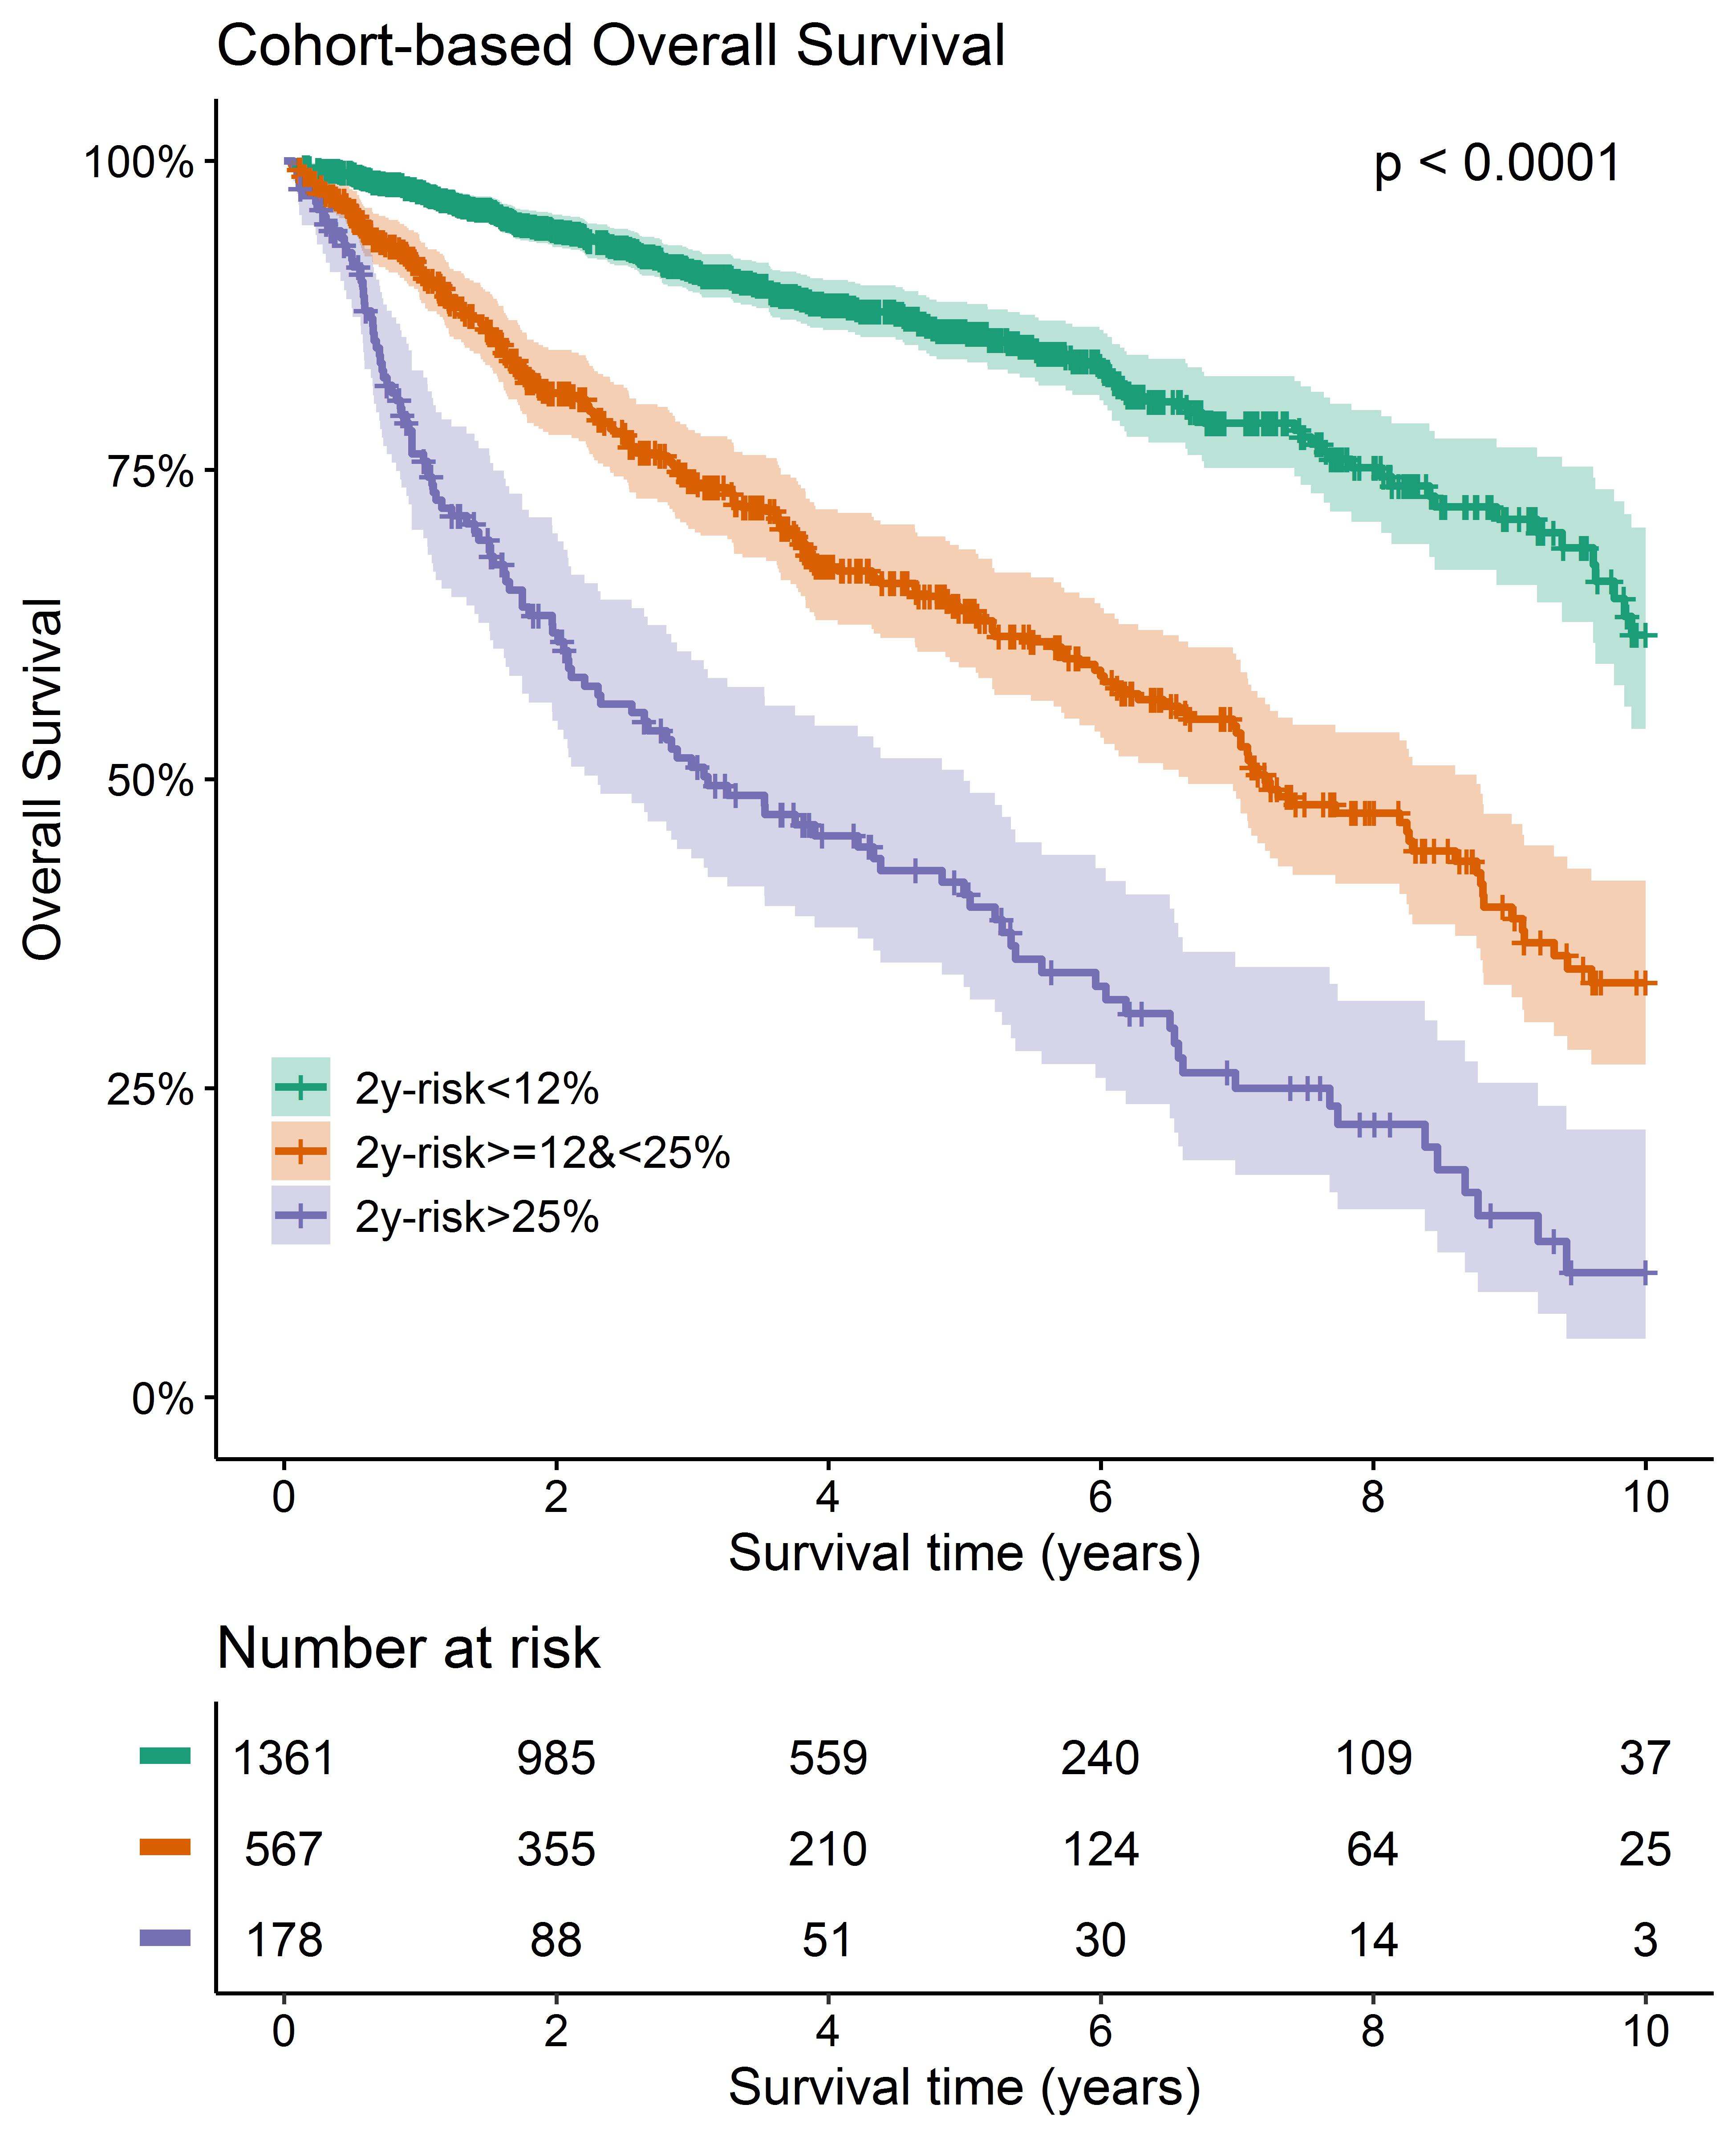 Cohort-based Overall Survival
p < 0.0001
100%
75%
50%
25%
0%
Overall Survival
2y-risk<12%
2y-risk>=12&<25%
2y-risk>25%
0 2 4 6 8 10
Survival time (years)
Number at risk
1361 985 559 240 109 37
567 355 210 124 64 25
178 88 51 30 14 3
0 2 4 6 8 10
Survival time (years)